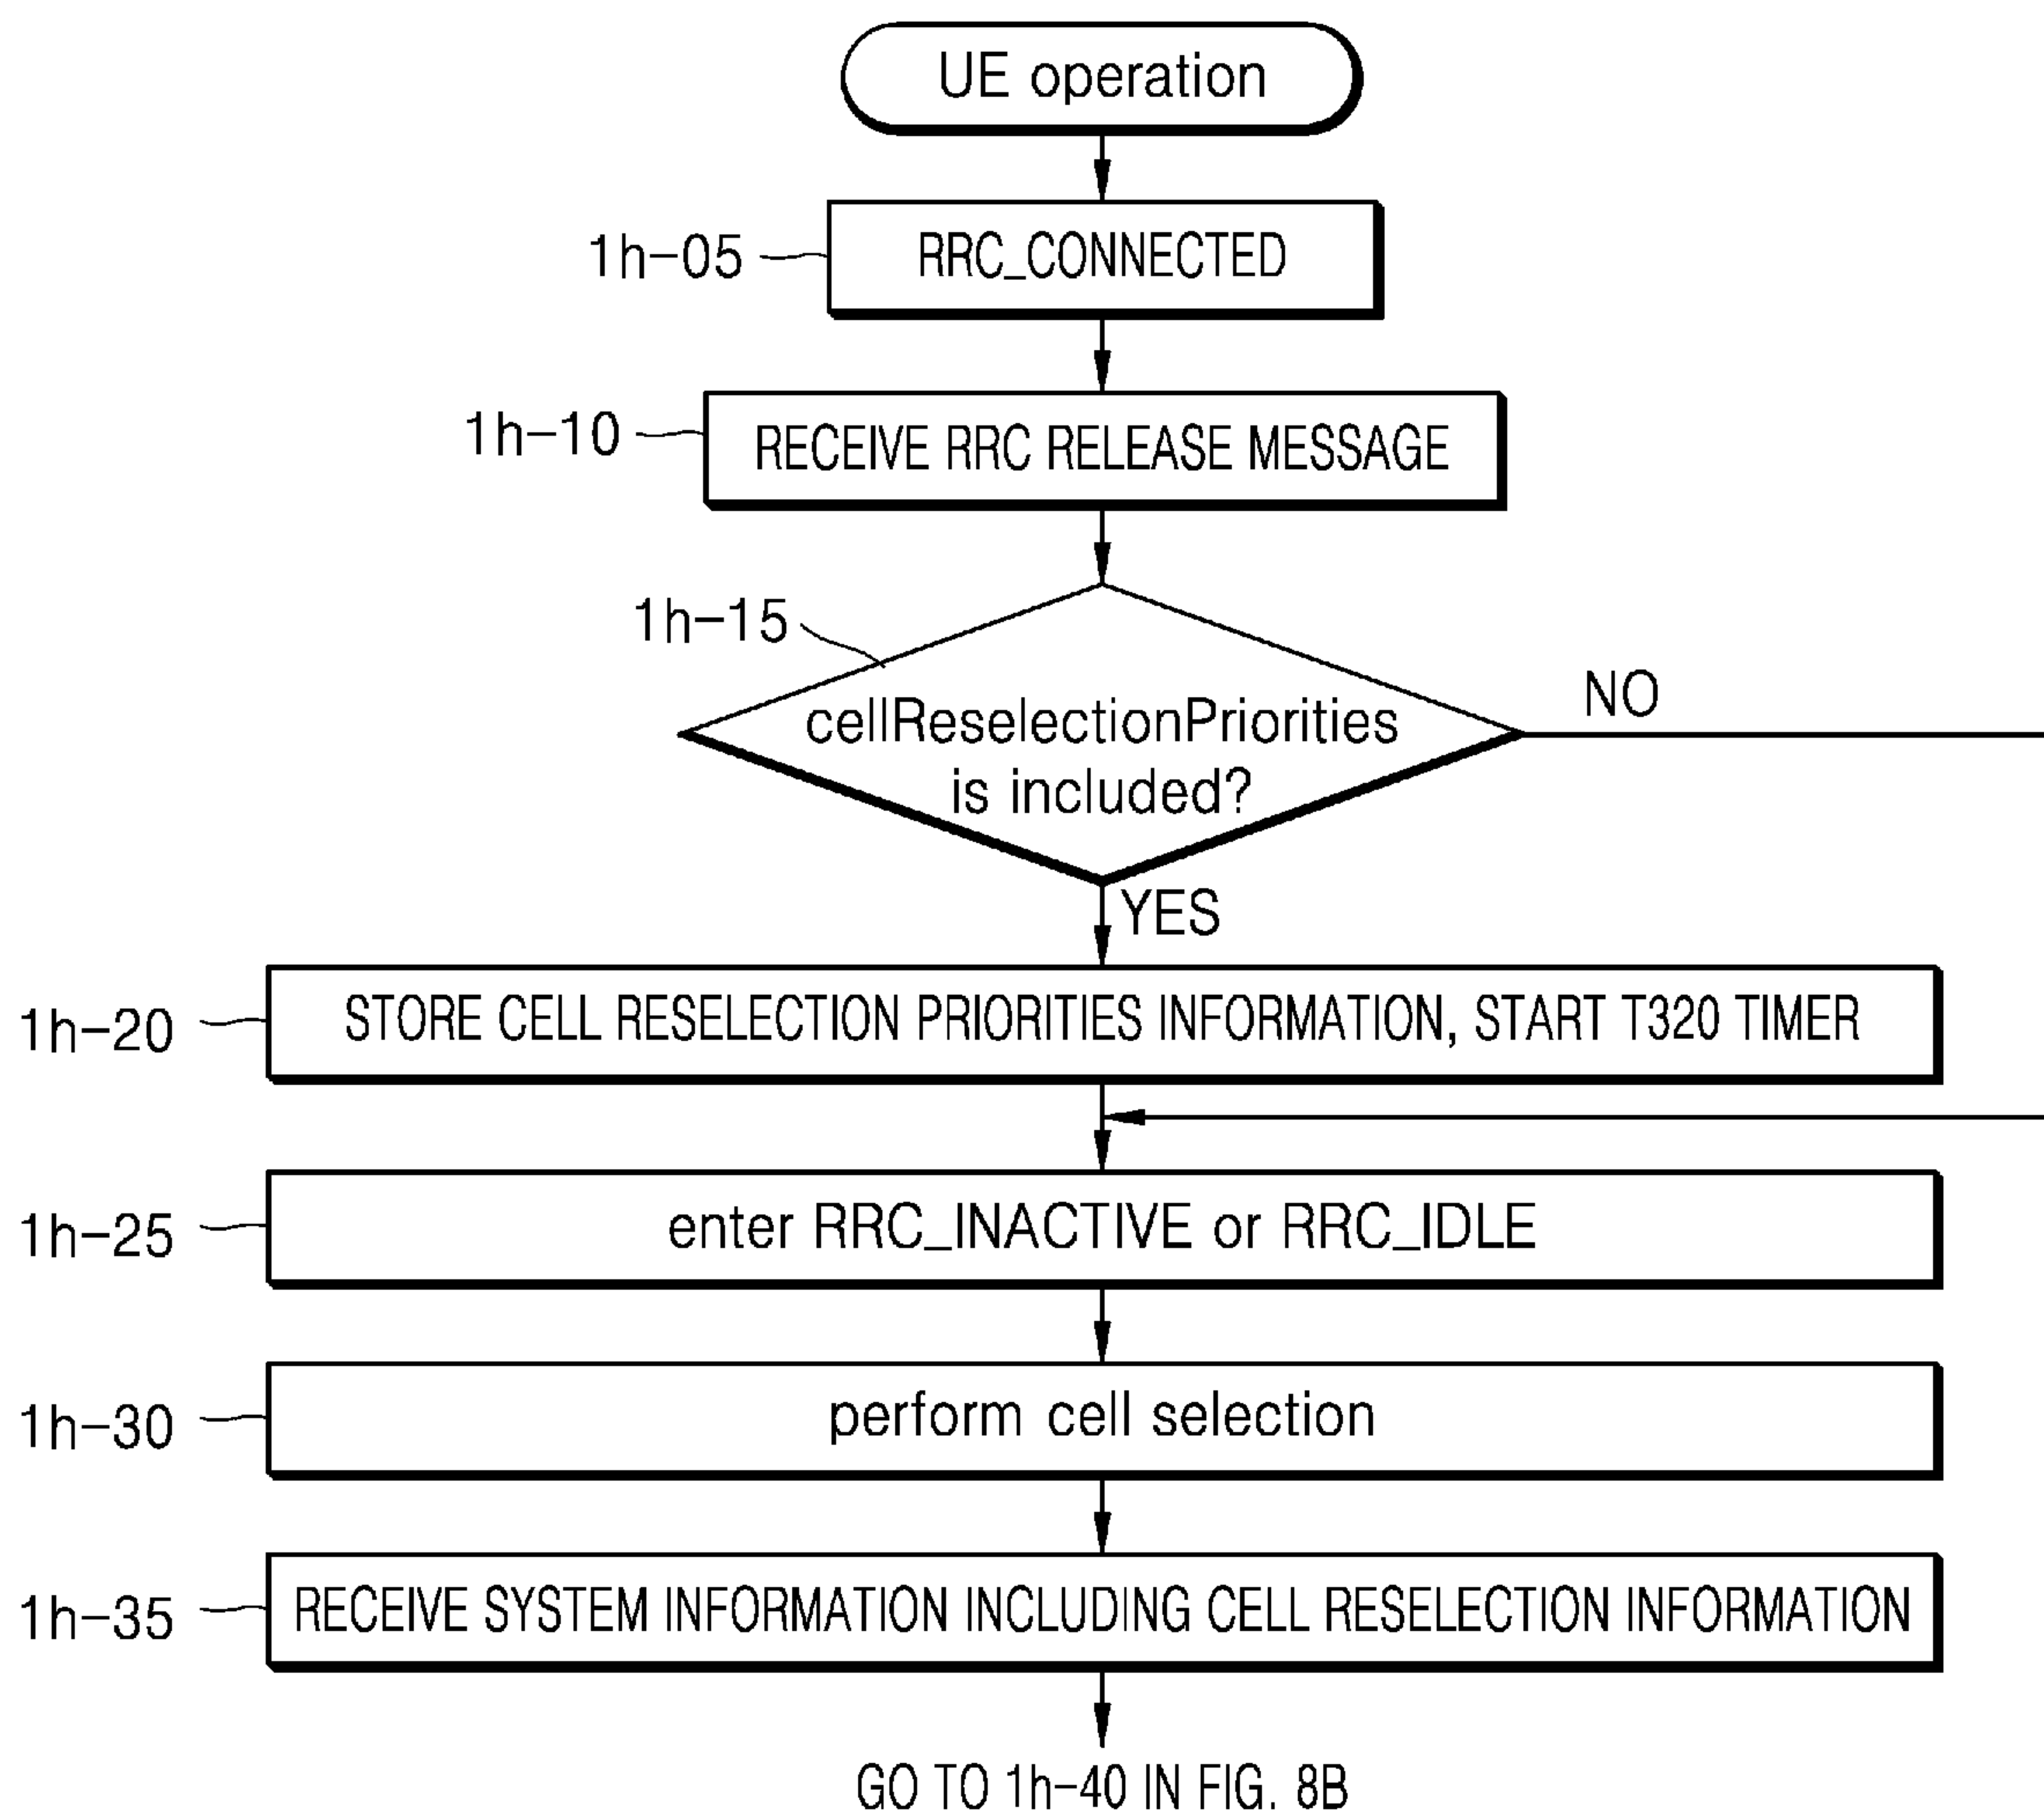 UE operation
1h-05
RRC_CONNECTED
1h-10
RECEIVE RRC RELEASE MESSAGE
1h-15
cellReselectionPriorities
is included?
NO
YES
1h-20
STORE CELL RESELECTION PRIORITIES INFORMATION, START T320 TIMER
1h-25
enter RRC_INACTIVE or RRC_IDLE
1h-30
perform cell selection
1h-35
RECEIVE SYSTEM INFORMATION INCLUDING CELL RESELECTION INFORMATION
GO TO 1h-40 IN FIG. 8B